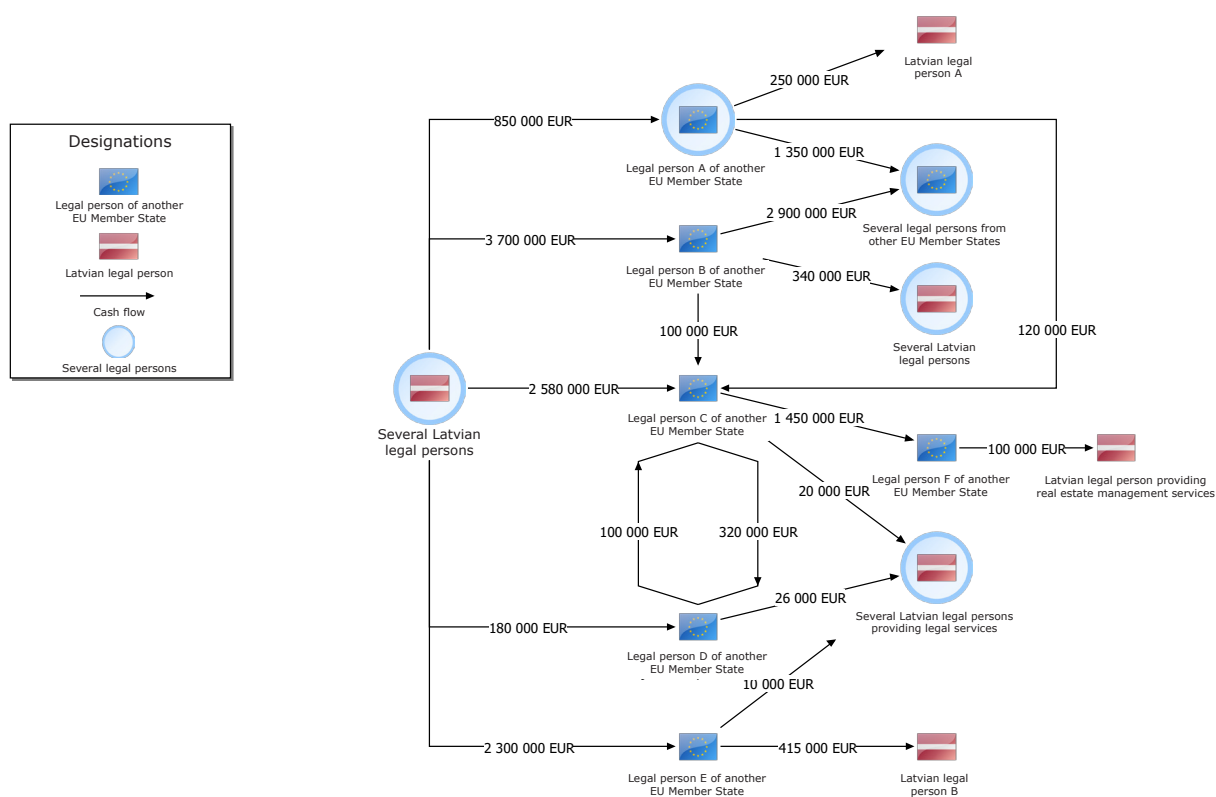 Designations
Legal person of another
EU Member State
Latvian legal person
Cash flow
Several legal persons
Several Latvian
legal persons
850 000 EUR
3 700 000 EUR
2 580 000 EUR
180 000 EUR
2 300 000 EUR
Legal person A of another
EU Member State
250 000 EUR
Latvian legal
person A
1 350 000 EUR
2 900 000 EUR
Several legal persons from
other EU Member States
Legal person B of another
EU Member State
340 000 EUR
Several Latvian
legal persons
100 000 EUR
120 000 EUR
Legal person C of another
EU Member State
1 450 000 EUR
Legal person F of another
EU Member State
100 000 EUR
Latvian legal person providing
real estate management services
20 000 EUR
100 000 EUR
320 000 EUR
26 000 EUR
Several Latvian legal persons
providing legal services
Legal person D of another
EU Member State
10 000 EUR
415 000 EUR
Legal person E of another
EU Member State
Latvian legal
person B